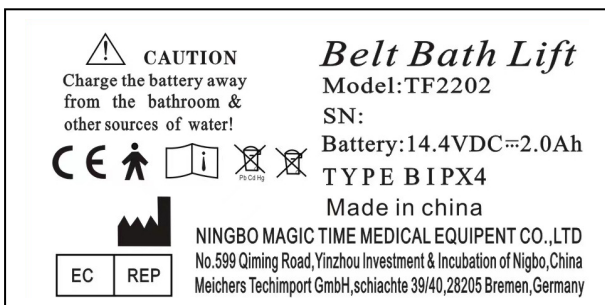 CAUTION
Charge the battery away
from the bathroom &
other sources of water!
CE
Pb Cd Hg
Belt Bath Lift
Model:TF2202
SN:
Battery:14.4VDC⎓2.0Ah
TYPE B IPX4
Made in china
NINGBO MAGIC TIME MEDICAL EQUIPENT CO.,LTD
EC REP
No.599 Qiming Road,Yinzhou Investment & Incubation of Nigbo,China
Meichers Techimport GmbH,schiachte 39/40,28205 Bremen,Germany